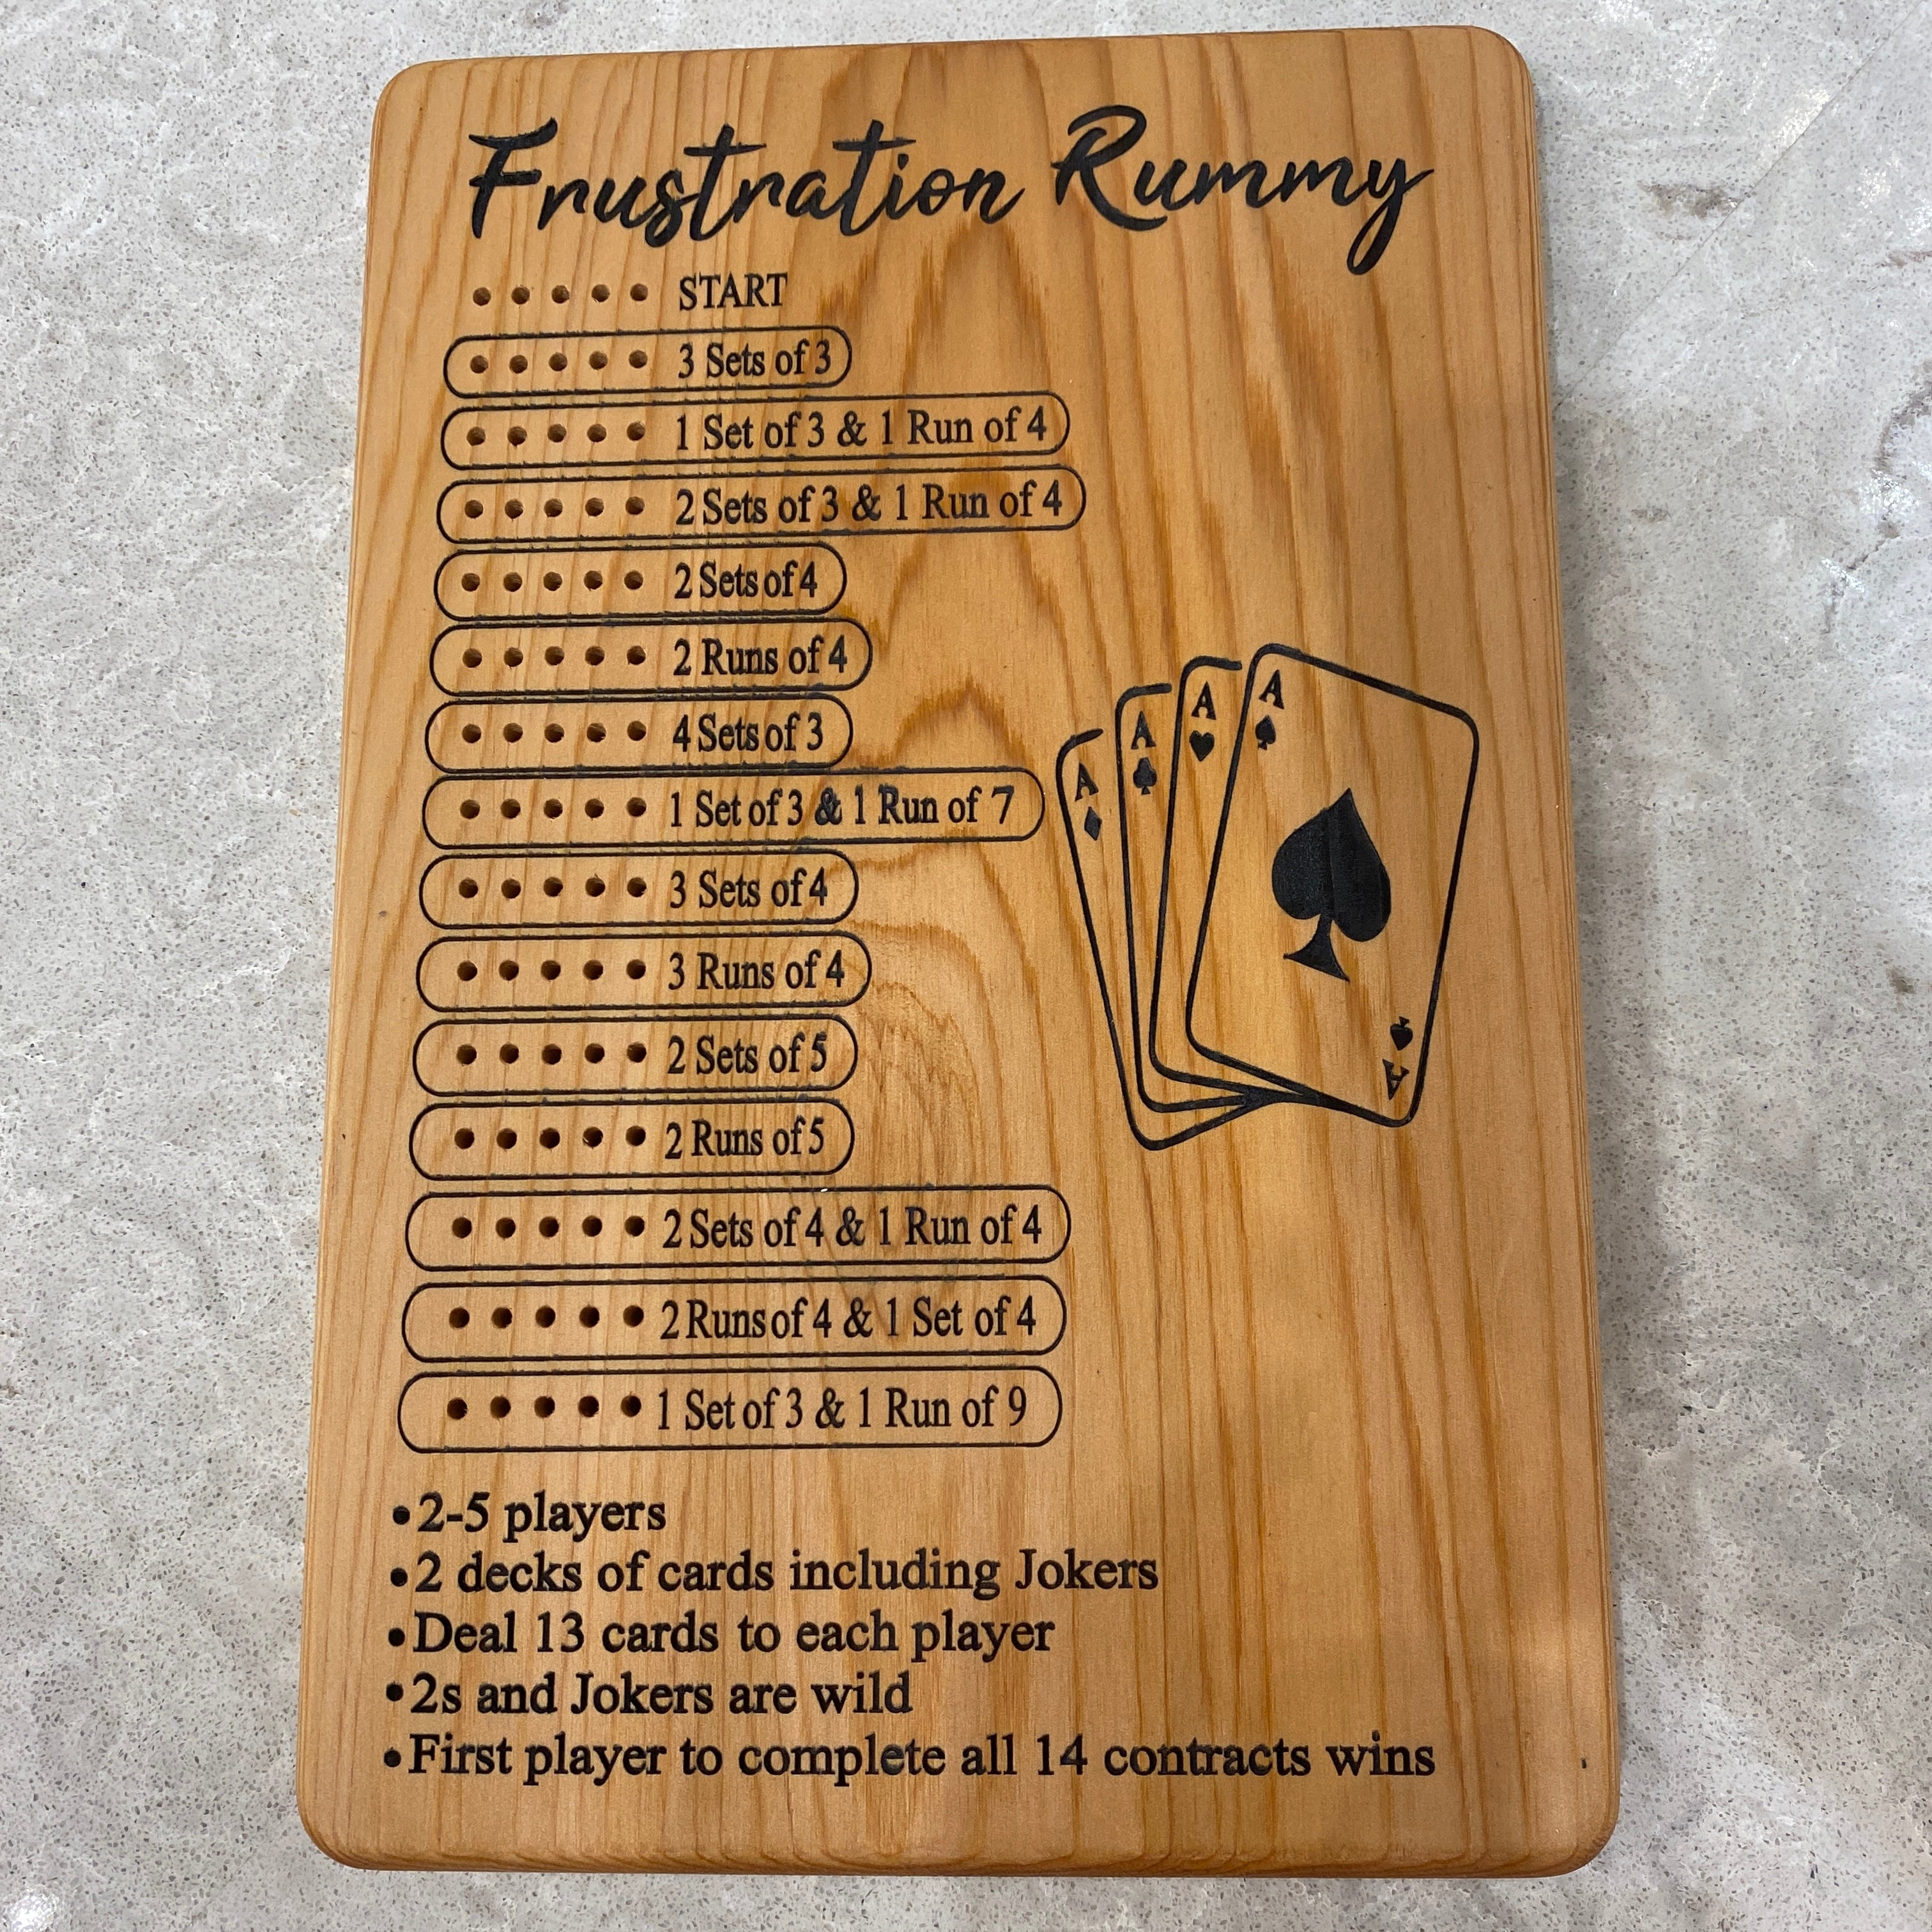 Frustration Rummy
START
3 Sets of 3
1 Set of 3 & 1 Run of 4
2 Sets of 3 & 1 Run of 4
2 Sets of 4
2 Runs of 4
4 Sets of 3
1 Set of 3 & 1 Run of 7
3 Sets of 4
3 Runs of 4
2 Sets of 5
2 Runs of 5
2 Sets of 4 & 1 Run of 4
2 Runs of 4 & 1 Set of 4
1 Set of 3 & 1 Run of 9
A
A
A
A
A
•2-5 players
•2 decks of cards including Jokers
•Deal 13 cards to each player
•2s and Jokers are wild
•First player to complete all 14 contracts wins